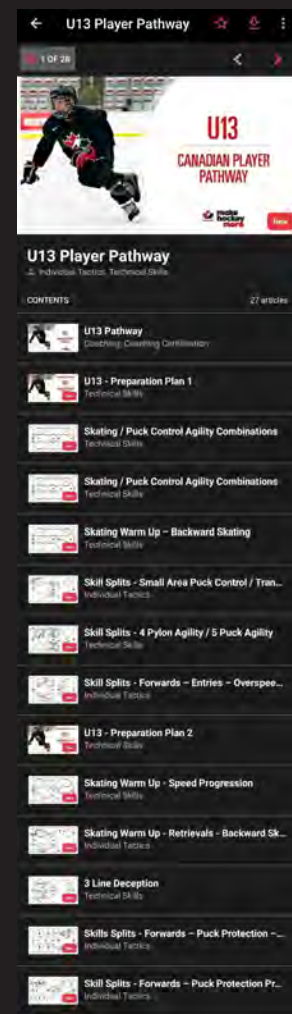 U13 Player Pathway
1 OF 28
U13
CANADIAN PLAYER
PATHWAY
make
hockey
more
New
U13 Player Pathway
Individual Tactics, Technical Skills
CONTENTS
27 articles
U13 Pathway
Coaching, Coaching Certification
U13 - Preparation Plan 1
Technical Skills
Skating / Puck Control Agility Combinations
Technical Skills
Skating / Puck Control Agility Combinations
Technical Skills
Skating Warm Up – Backward Skating
Technical Skills
Skill Splits - Small Area Puck Control / Tran...
Individual Tactics
Skill Splits - 4 Pylon Agility / 5 Puck Agility
Technical Skills
Skill Splits - Forwards – Entries – Overspee...
Individual Tactics
U13 - Preparation Plan 2
Technical Skills
Skating Warm Up - Speed Progression
Technical Skills
Skating Warm Up - Retrievals - Backward Sk...
Individual Tactics
3 Line Deception
Technical Skills
Skills Splits - Forwards – Puck Protection –...
Individual Tactics
Skill Splits - Forwards – Puck Protection Pr...
Individual Tactics